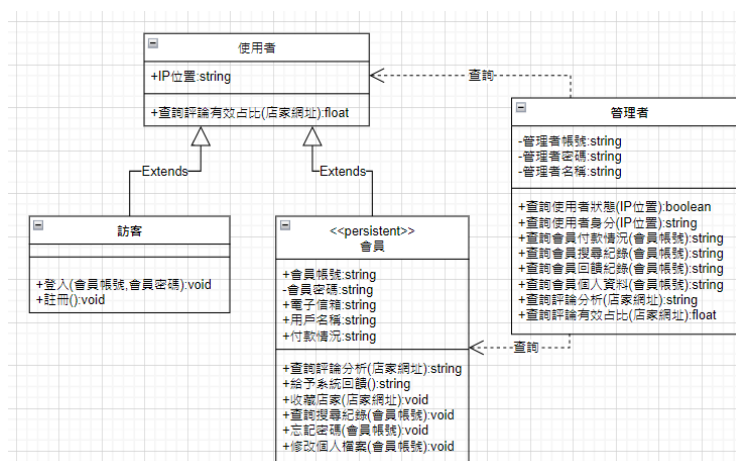 使用者
+IP位置:string
+查詢評論有效占比(店家網址):float
查詢
管理者
-管理者帳號:string
-管理者密碼:string
-管理者名稱:string
+查詢使用者狀態(IP位置):boolean
+查詢使用者身分(IP位置):string
+查詢會員付款情況(會員帳號):string
+查詢會員搜尋紀錄(會員帳號):string
+查詢會員回饋紀錄(會員帳號):string
+查詢會員個人資料(會員帳號):string
+查詢評論分析(店家網址):string
+查詢評論有效占比(店家網址):float
Extends
Extends
訪客
+登入(會員帳號,會員密碼):void
+註冊():void
<<persistent>>
會員
+會員帳號:string
-會員密碼:string
+電子信箱:string
+用戶名稱:string
+付款情況:string
查詢
+查詢評論分析(店家網址):string
+給予系統回饋():string
+收藏店家(店家網址):void
+查詢搜尋紀錄(會員帳號):void
+忘記密碼(會員帳號):void
+修改個人檔案(會員帳號):void